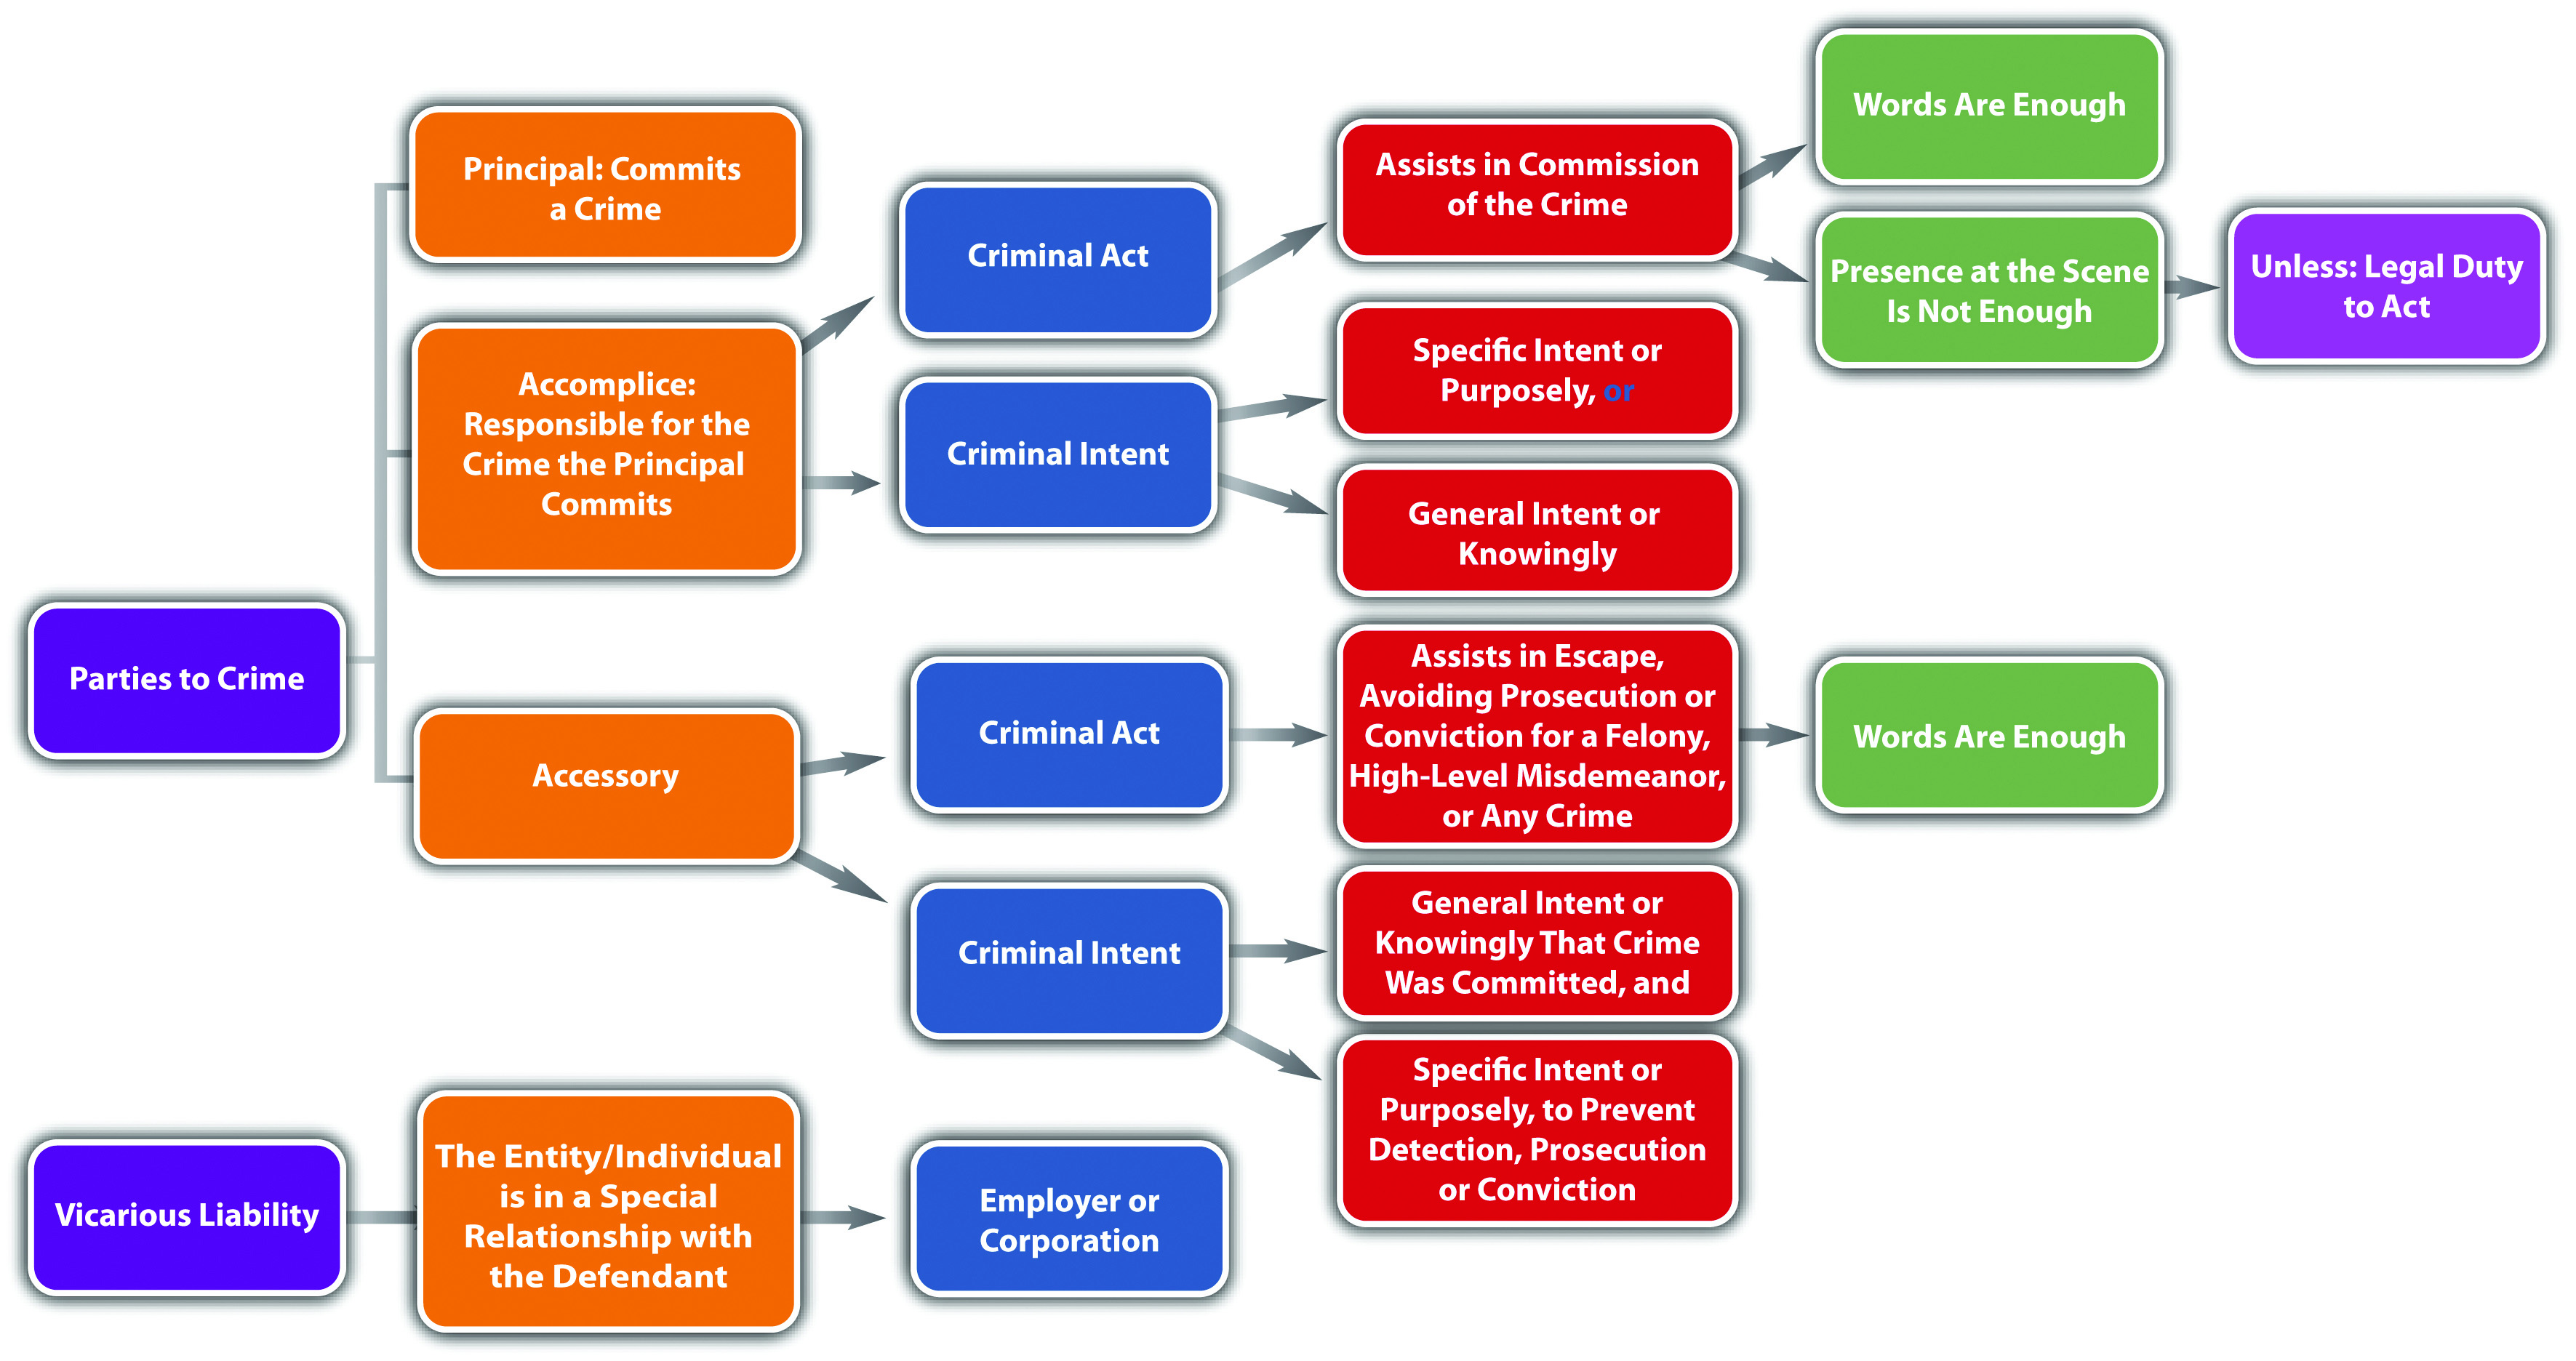 Principal: Commits
a Crime
Accomplice:
Responsible for the
Crime the Principal
Commits
Parties to Crime
Accessory
Vicarious Liability
The Entity/Individual
is in a Special
Relationship with
the Defendant
Criminal Act
Criminal Intent
Criminal Act
Criminal Intent
Employer or
Corporation
Assists in Commission
of the Crime
Specific Intent or
Purposely, or
General Intent or
Knowingly
Assists in Escape,
Avoiding Prosecution or
Conviction for a Felony,
High-Level Misdemeanor,
or Any Crime
General Intent or
Knowingly That Crime
Was Committed, and
Specific Intent or
Purposely, to Prevent
Detection, Prosecution
or Conviction
Words Are Enough
Presence at the Scene
Is Not Enough
Unless: Legal Duty
to Act
Words Are Enough